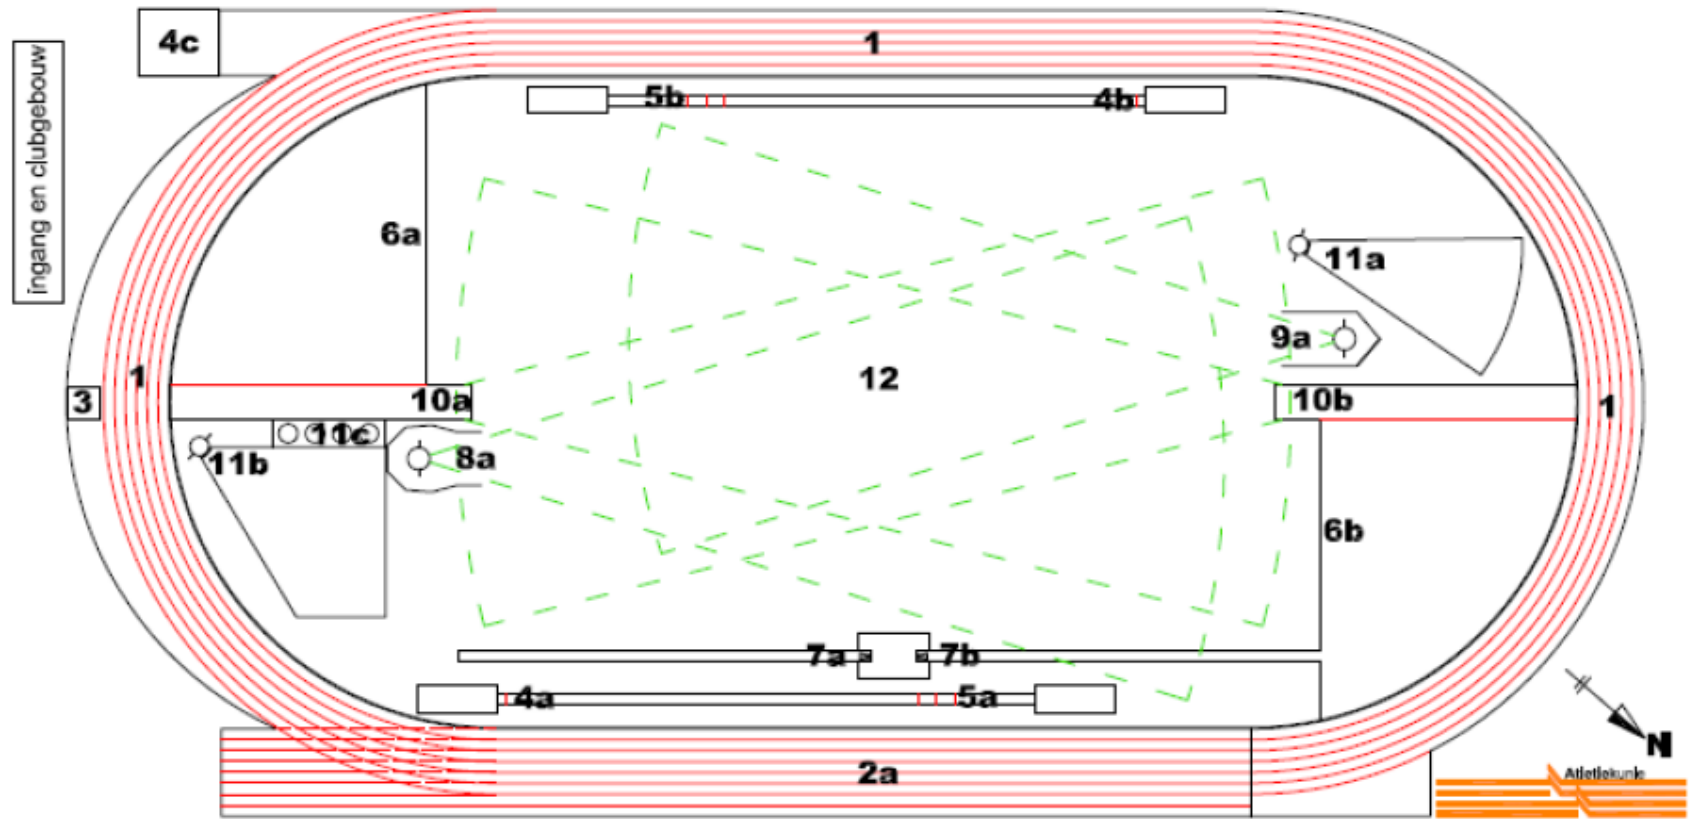 4c
1
ingang en clubgebouw
5b
4b
6a
11a
9a
12
1
3
10a
10b
1
11c
11b
8a
6b
7a
7b
4a
5a
N
2a
Atletiekunie